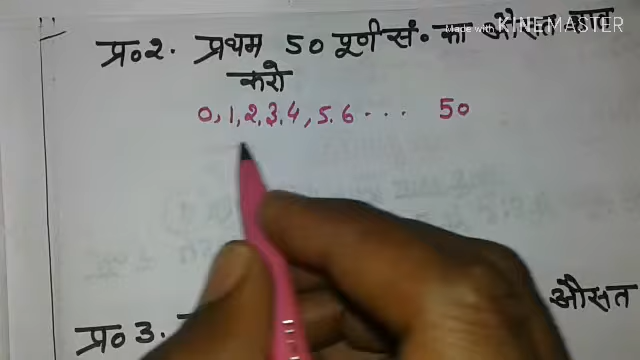 Made with KINEMASTER
प्र०२. प्रथम 50 पूर्ण सं० का औसत ज्ञात
करो
0, 1, 2, 3, 4, 5. 6 ... 50
औसत
प्र० 3.